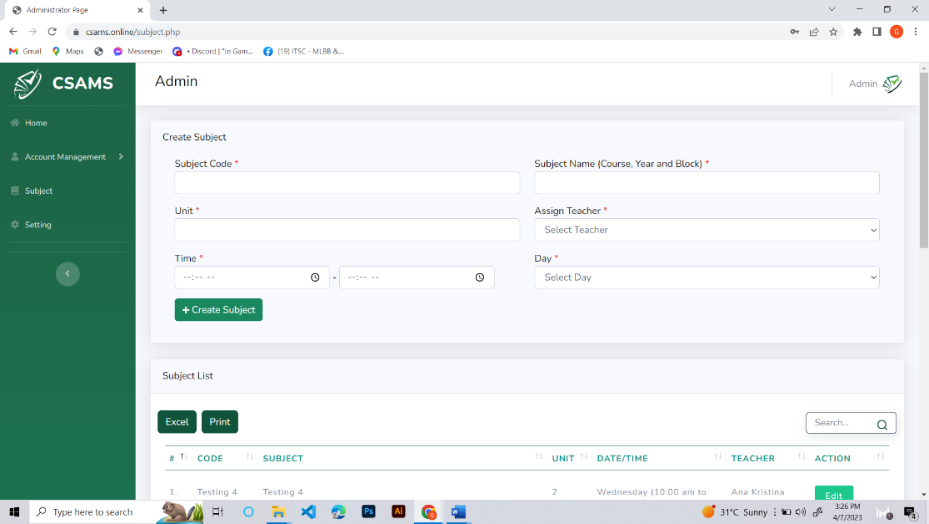 Administrator Page
csams.online/subject.php
G
Gmail Maps Messenger • Discord | "In Gam... (19) ITSC - MLBB &...
CSAMS
Admin
Admin
Home
Account Management
Subject
Setting
Create Subject
Subject Code *
Subject Name (Course, Year and Block) *
Unit *
Assign Teacher *
Select Teacher
Time *
Day *
--:-- -- - --:-- --
Select Day
+ Create Subject
Subject List
Excel Print
Search...
# CODE SUBJECT UNIT DATE/TIME TEACHER ACTION
1. Testing 4 Testing 4 2 Wednesday (10:00 am to Ana Kristina Edit
Type here to search
Ps Ai
31°C Sunny
3:26 PM
4/7/2023
4